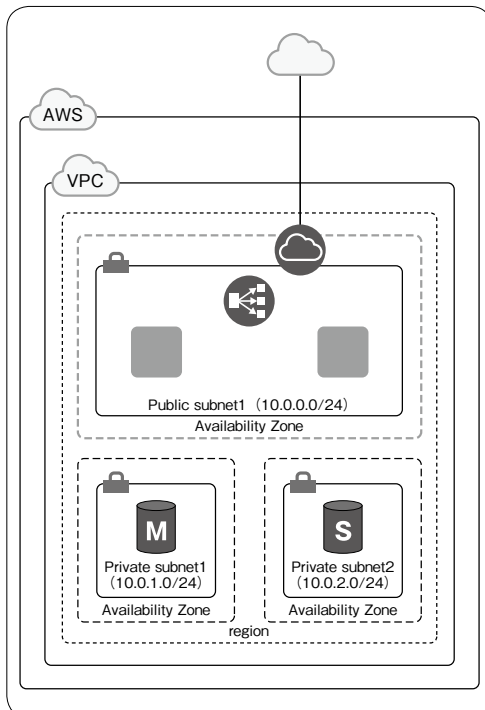 AWS
VPC
Public subnet1（10.0.0.0/24）
Availability Zone
M
Private subnet1
（10.0.1.0/24）
Availability Zone
S
Private subnet2
（10.0.2.0/24）
Availability Zone
region